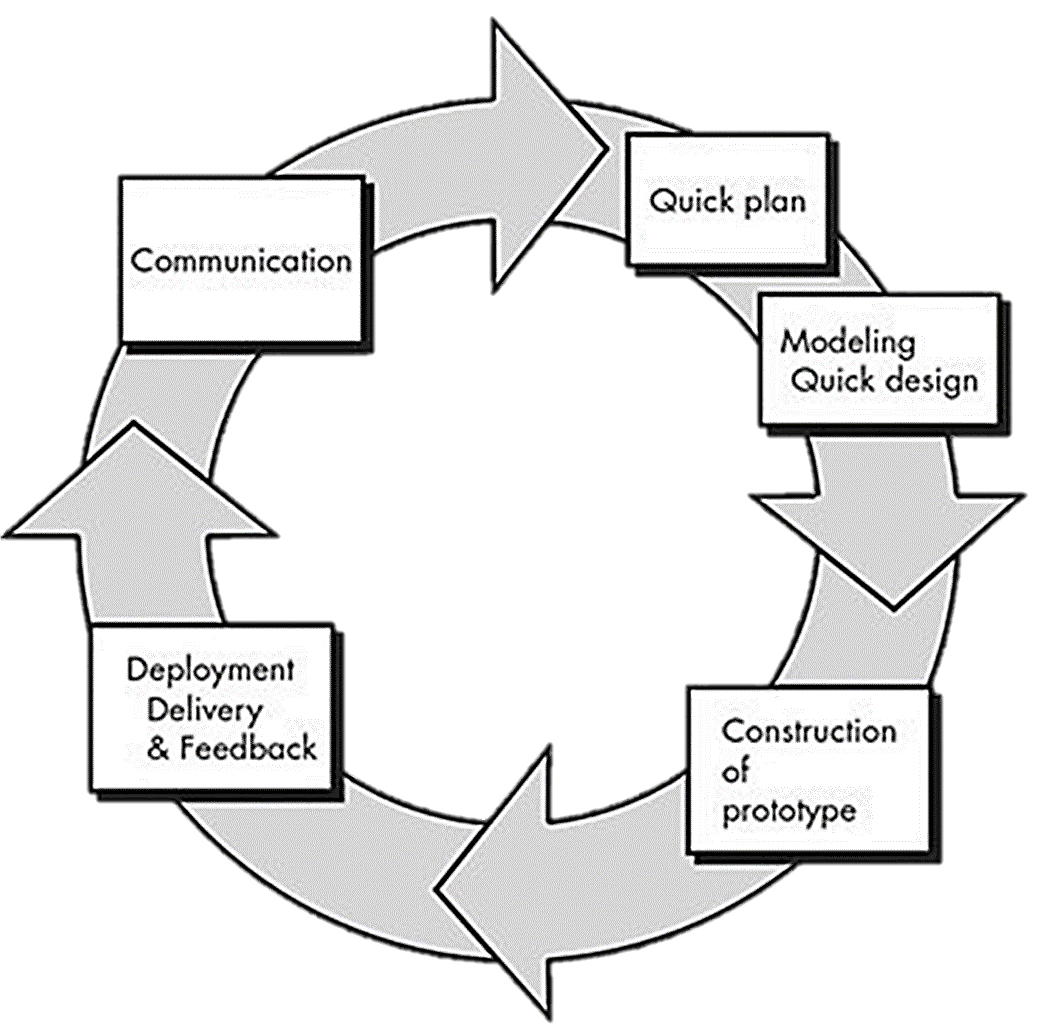 Communication
Quick plan
Modeling
Quick design
Construction
of
prototype
Deployment
Delivery
& Feedback